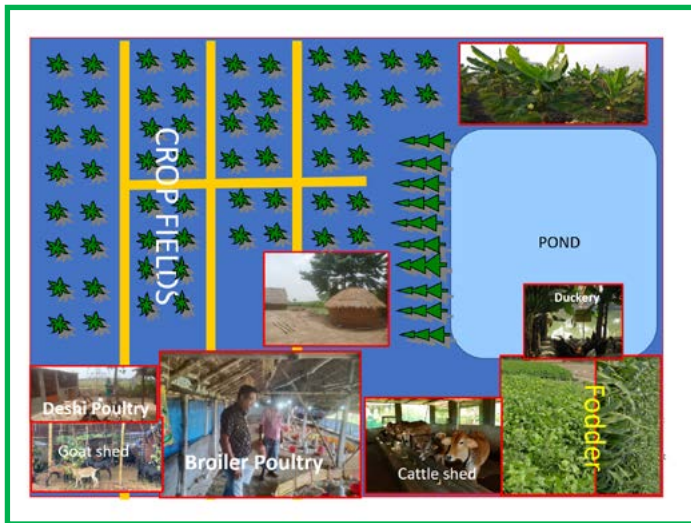 CROP FIELDS
POND
Duckery
Deshi Poultry
Goat shed
Broiler Poultry
Cattle shed
Fodder